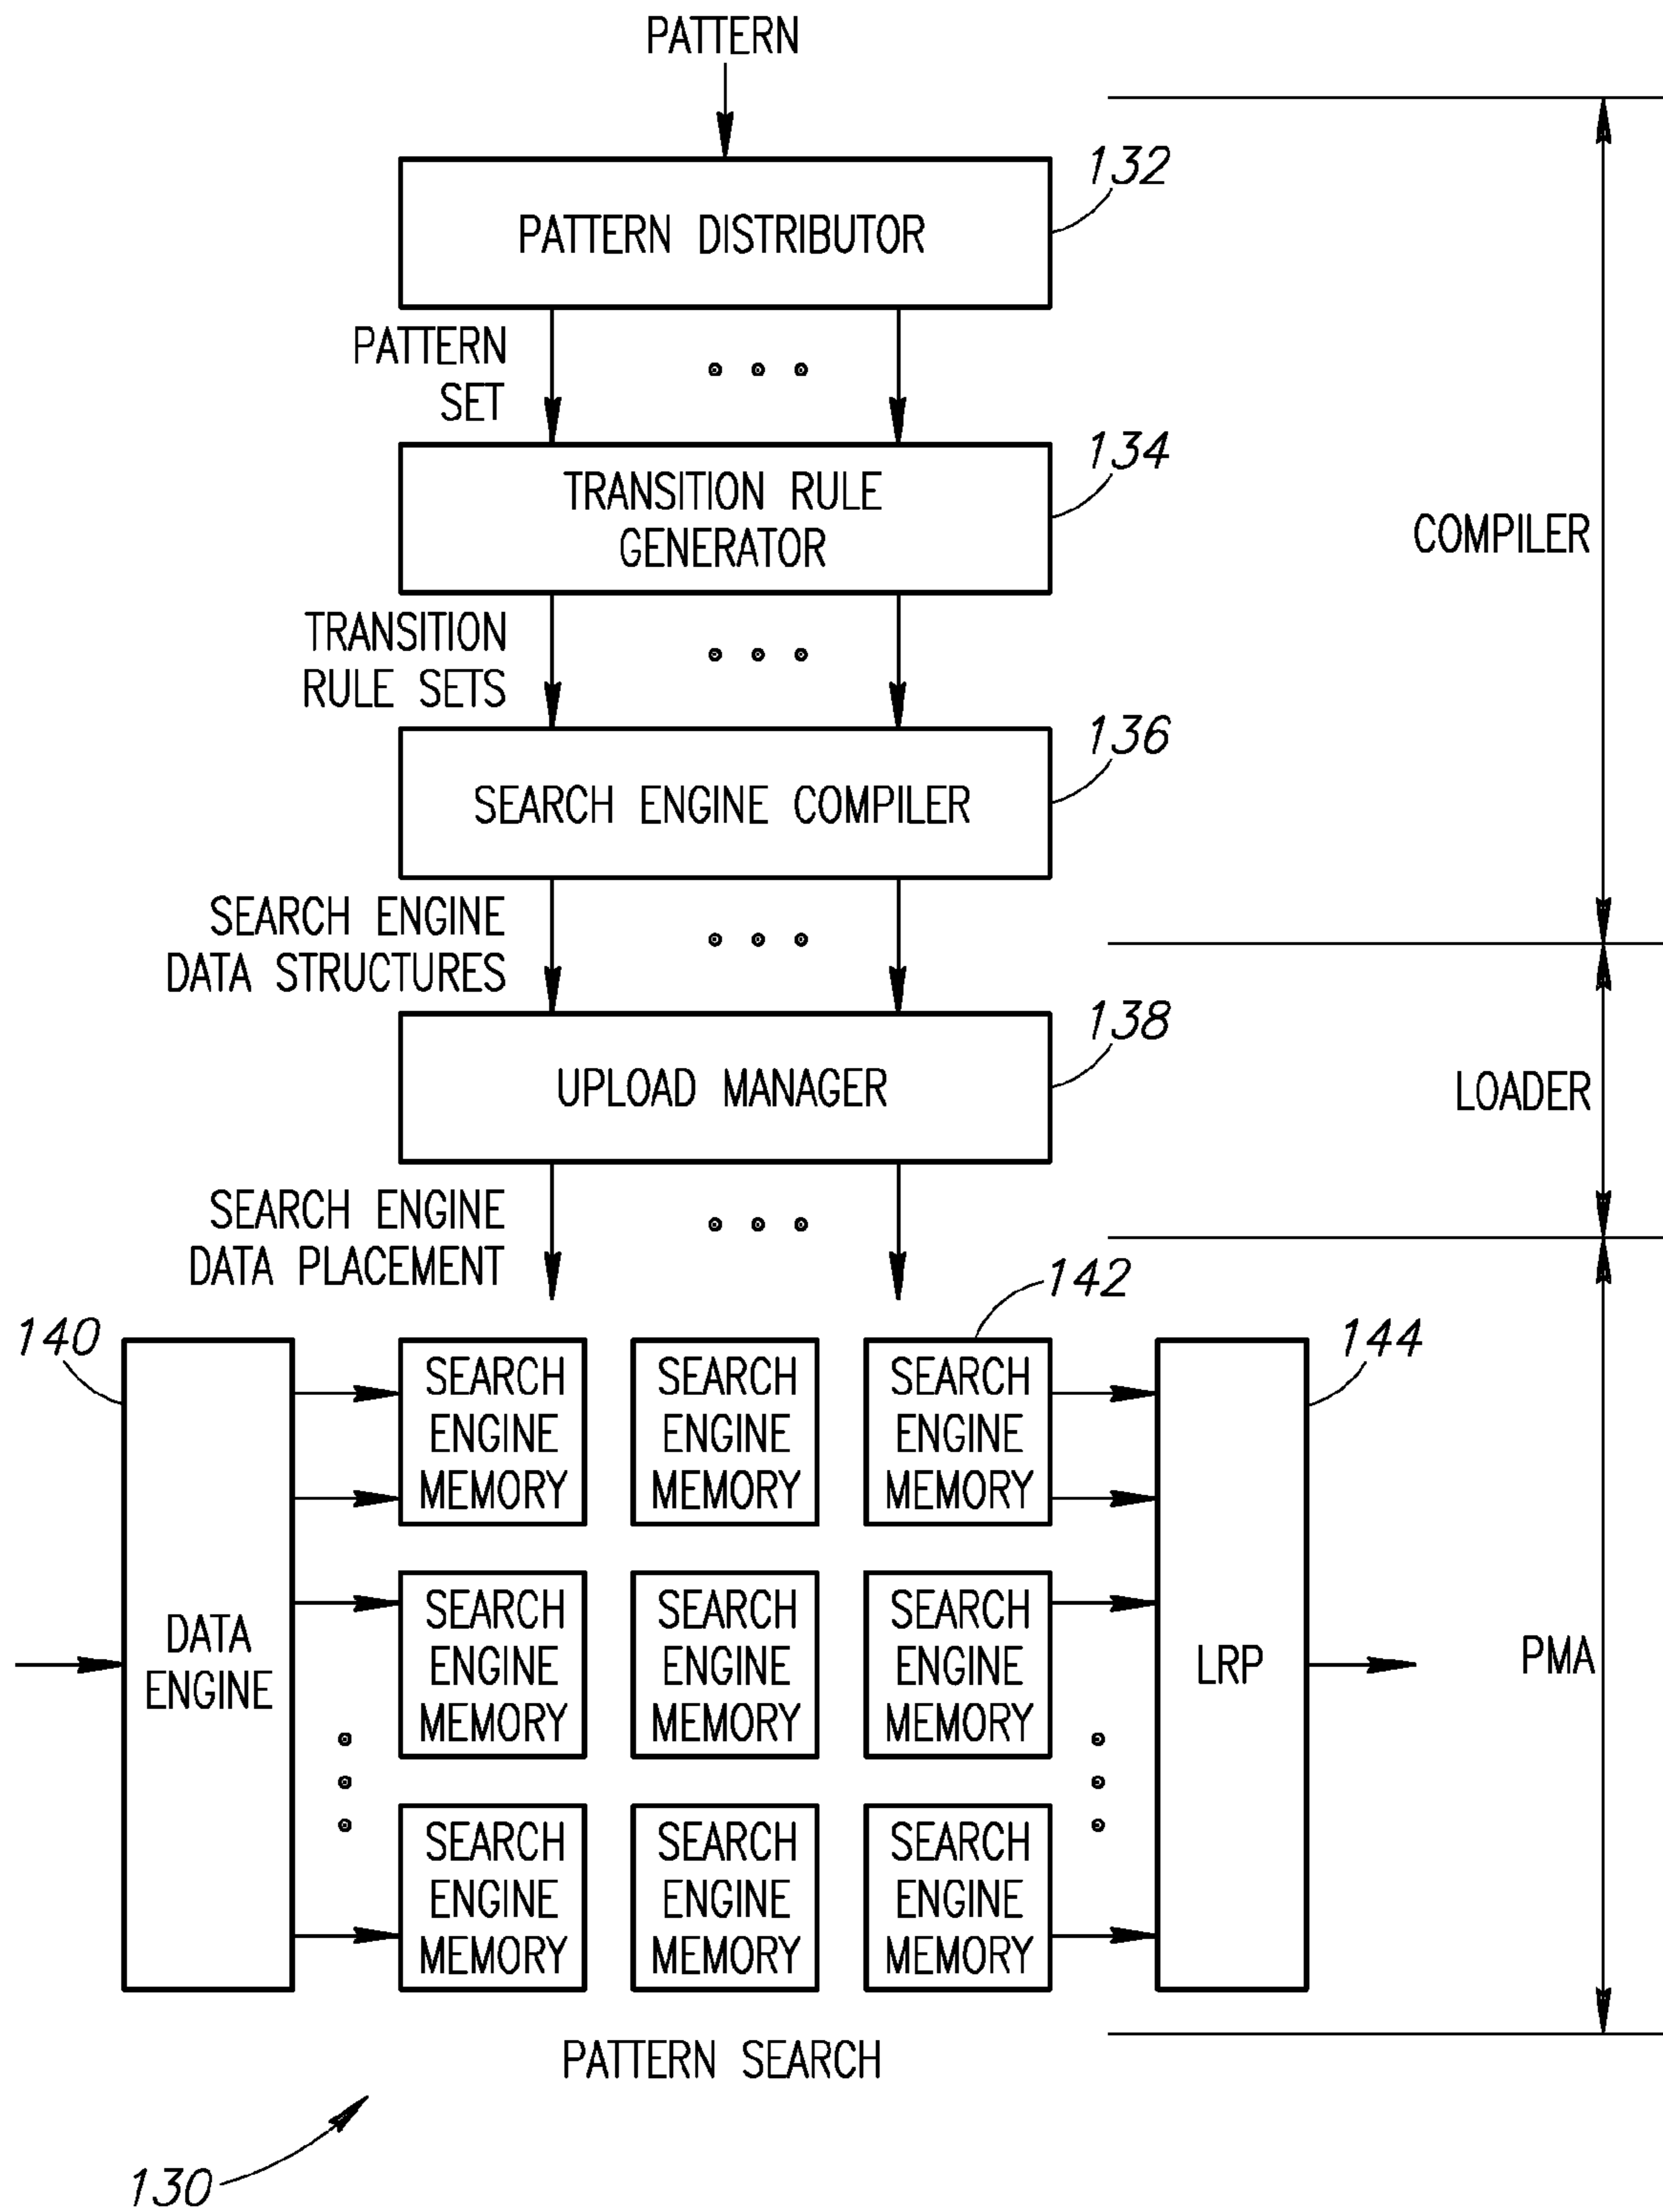 PATTERN
132
PATTERN DISTRIBUTOR
PATTERN
SET
134
TRANSITION RULE
GENERATOR
COMPILER
TRANSITION
RULE SETS
136
SEARCH ENGINE COMPILER
SEARCH ENGINE
DATA STRUCTURES
138
UPLOAD MANAGER
LOADER
SEARCH ENGINE
DATA PLACEMENT
142
140
144
SEARCH
ENGINE
MEMORY
SEARCH
ENGINE
MEMORY
SEARCH
ENGINE
MEMORY
DATA
ENGINE
SEARCH
ENGINE
MEMORY
SEARCH
ENGINE
MEMORY
SEARCH
ENGINE
MEMORY
LRP
PMA
SEARCH
ENGINE
MEMORY
SEARCH
ENGINE
MEMORY
SEARCH
ENGINE
MEMORY
PATTERN SEARCH
130